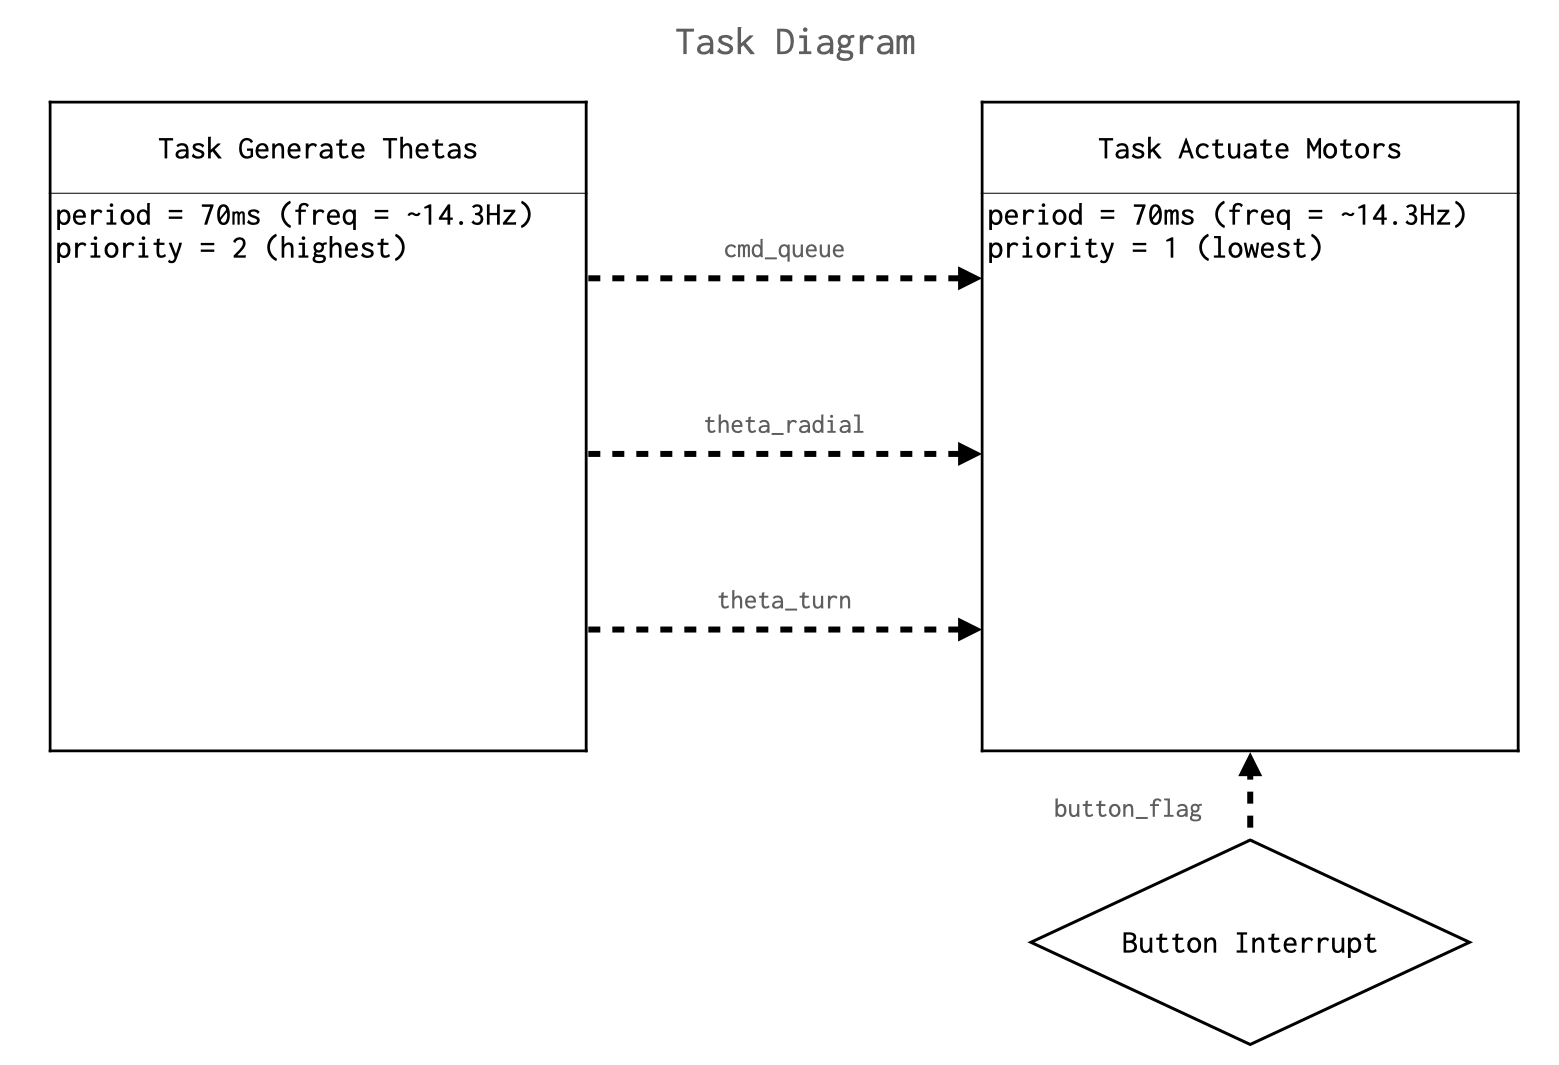 Task Diagram
Task Generate Thetas
period = 70ms (freq = ~14.3Hz)
priority = 2 (highest)
cmd_queue
theta_radial
theta_turn
Task Actuate Motors
period = 70ms (freq = ~14.3Hz)
priority = 1 (lowest)
button_flag
Button Interrupt